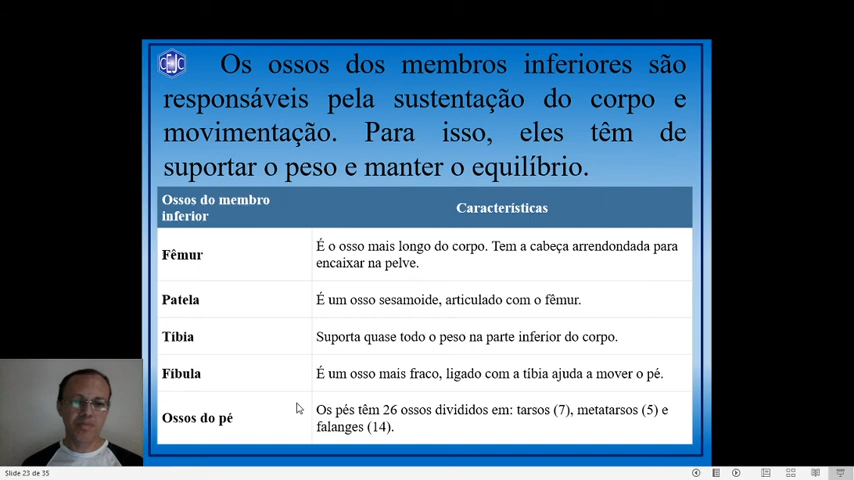 CEJC
Os ossos dos membros inferiores são
responsáveis pela sustentação do corpo e
movimentação. Para isso, eles têm de
suportar o peso e manter o equilíbrio.
Ossos do membro
inferior
Características
Fêmur
É o osso mais longo do corpo. Tem a cabeça arrendondada para
encaixar na pelve.
Patela
É um osso sesamoide, articulado com o fêmur.
Tíbia
Suporta quase todo o peso na parte inferior do corpo.
Fíbula
É um osso mais fraco, ligado com a tíbia ajuda a mover o pé.
Ossos do pé
Os pés têm 26 ossos divididos em: tarsos (7), metatarsos (5) e
falanges (14).
Slide 23 de 35